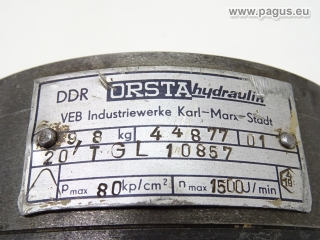 www.pagus.eu
DDR ORSTA hydraulik
VEB Industriewerke Karl-Marx-Stadt
9,8 kg 44877 01
20/TGL 10857
Pmax 80 kp/cm² nmax 1500 U/min